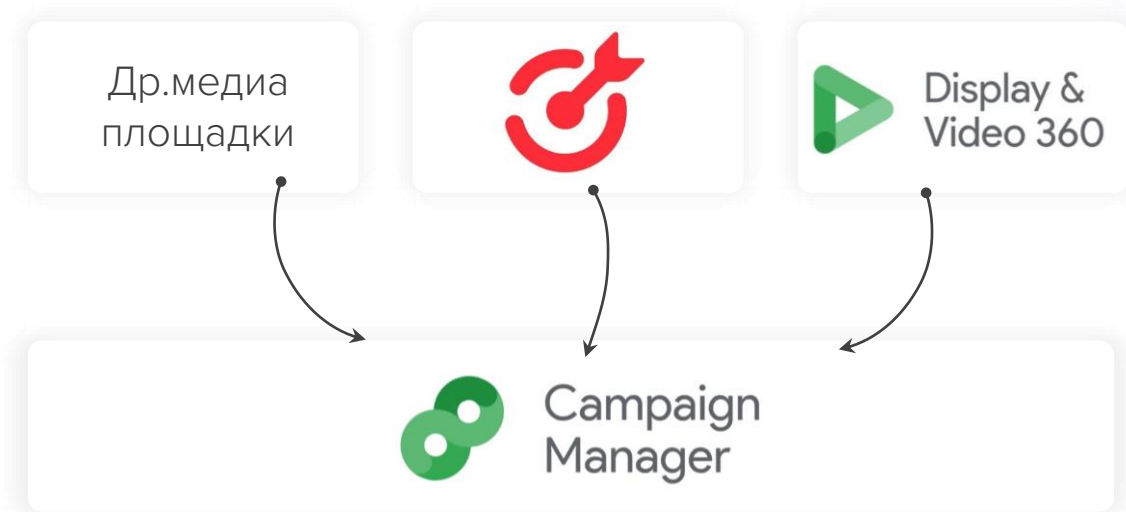 Др.медиа
площадки
Display &
Video 360
Campaign
Manager